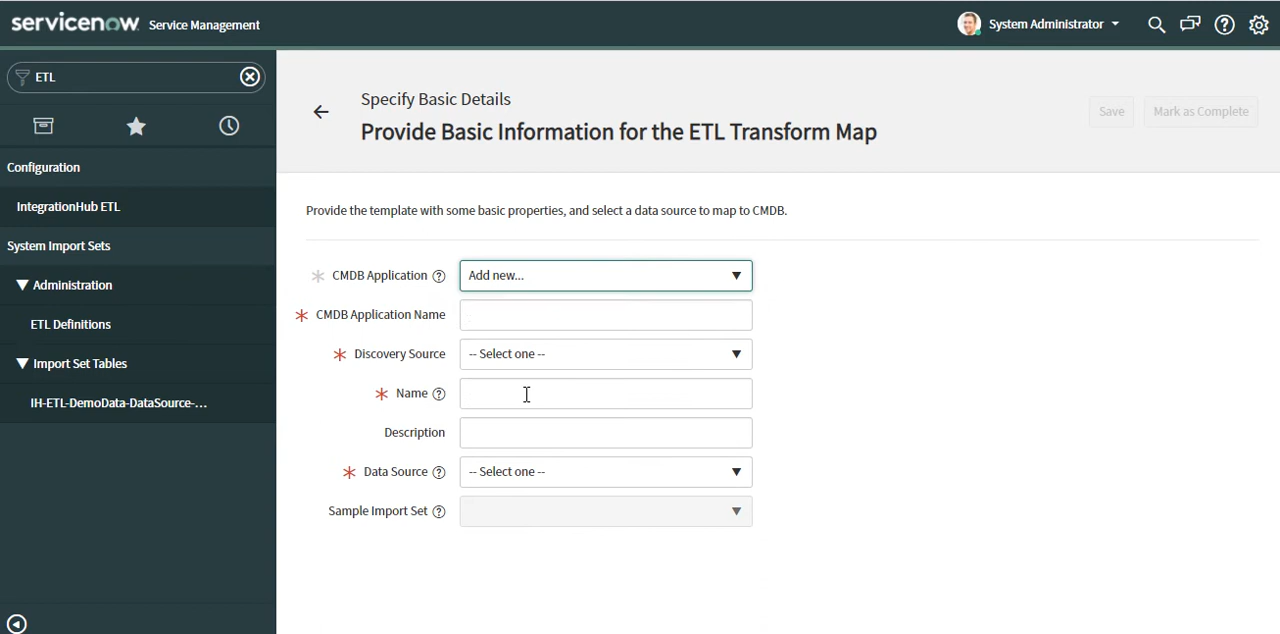 servicenow Service Management
System Administrator
ETL
Configuration
IntegrationHub ETL
System Import Sets
Administration
ETL Definitions
Import Set Tables
IH-ETL-DemoData-DataSource-...
Specify Basic Details
Provide Basic Information for the ETL Transform Map
Save
Mark as Complete
Provide the template with some basic properties, and select a data source to map to CMDB.
CMDB Application Add new...
CMDB Application Name
Discovery Source -- Select one --
Name
Description
Data Source -- Select one --
Sample Import Set